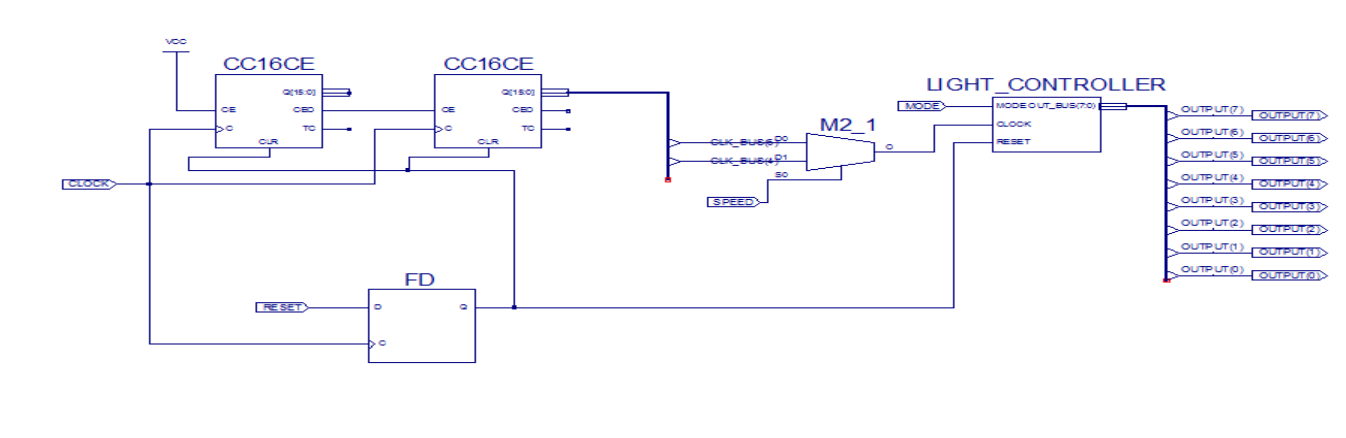 VCC
CC16CE
Q[15:0]
CE
CEO
C
TC
CLR
CC16CE
Q[15:0]
CE
CEO
C
TC
CLR
LIGHT_CONTROLLER
MODE
MODE OUT_BUS(7:0)
CLOCK
RESET
M2_1
D0
CLK_BUS(4)
D1
S0
O
SPEED
CLOCK
OUTPUT(7) OUTPUT(7)
OUTPUT(6) OUTPUT(6)
OUTPUT(5) OUTPUT(5)
OUTPUT(4) OUTPUT(4)
OUTPUT(3) OUTPUT(3)
OUTPUT(2) OUTPUT(2)
OUTPUT(1) OUTPUT(1)
OUTPUT(0) OUTPUT(0)
FD
RESET
D
Q
C